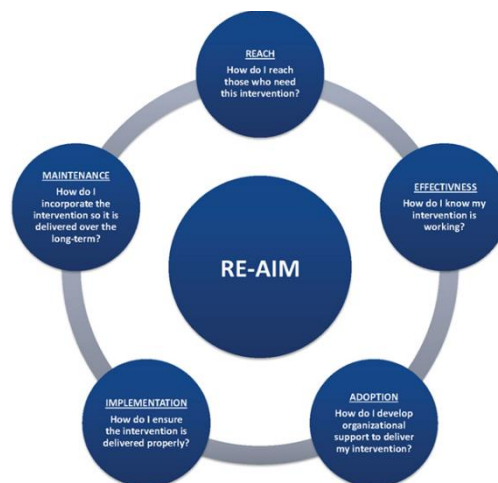 REACH
How do I reach
those who need
this intervention?
EFFECTIVNESS
How do I know my
intervention is
working?
ADOPTION
How do I develop
organizational
support to deliver
my intervention?
IMPLEMENTATION
How do I ensure
the intervention is
delivered properly?
MAINTENANCE
How do I
incorporate the
intervention so it is
delivered over the
long-term?
RE-AIM